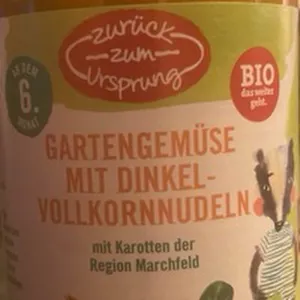 zurück
zum
Ursprung
AB DEM
6.
MONAT
BIO
das weiter
geht.
GARTENGEMÜSE
MIT DINKEL-
VOLLKORNNUDELN
mit Karotten der
Region Marchfeld